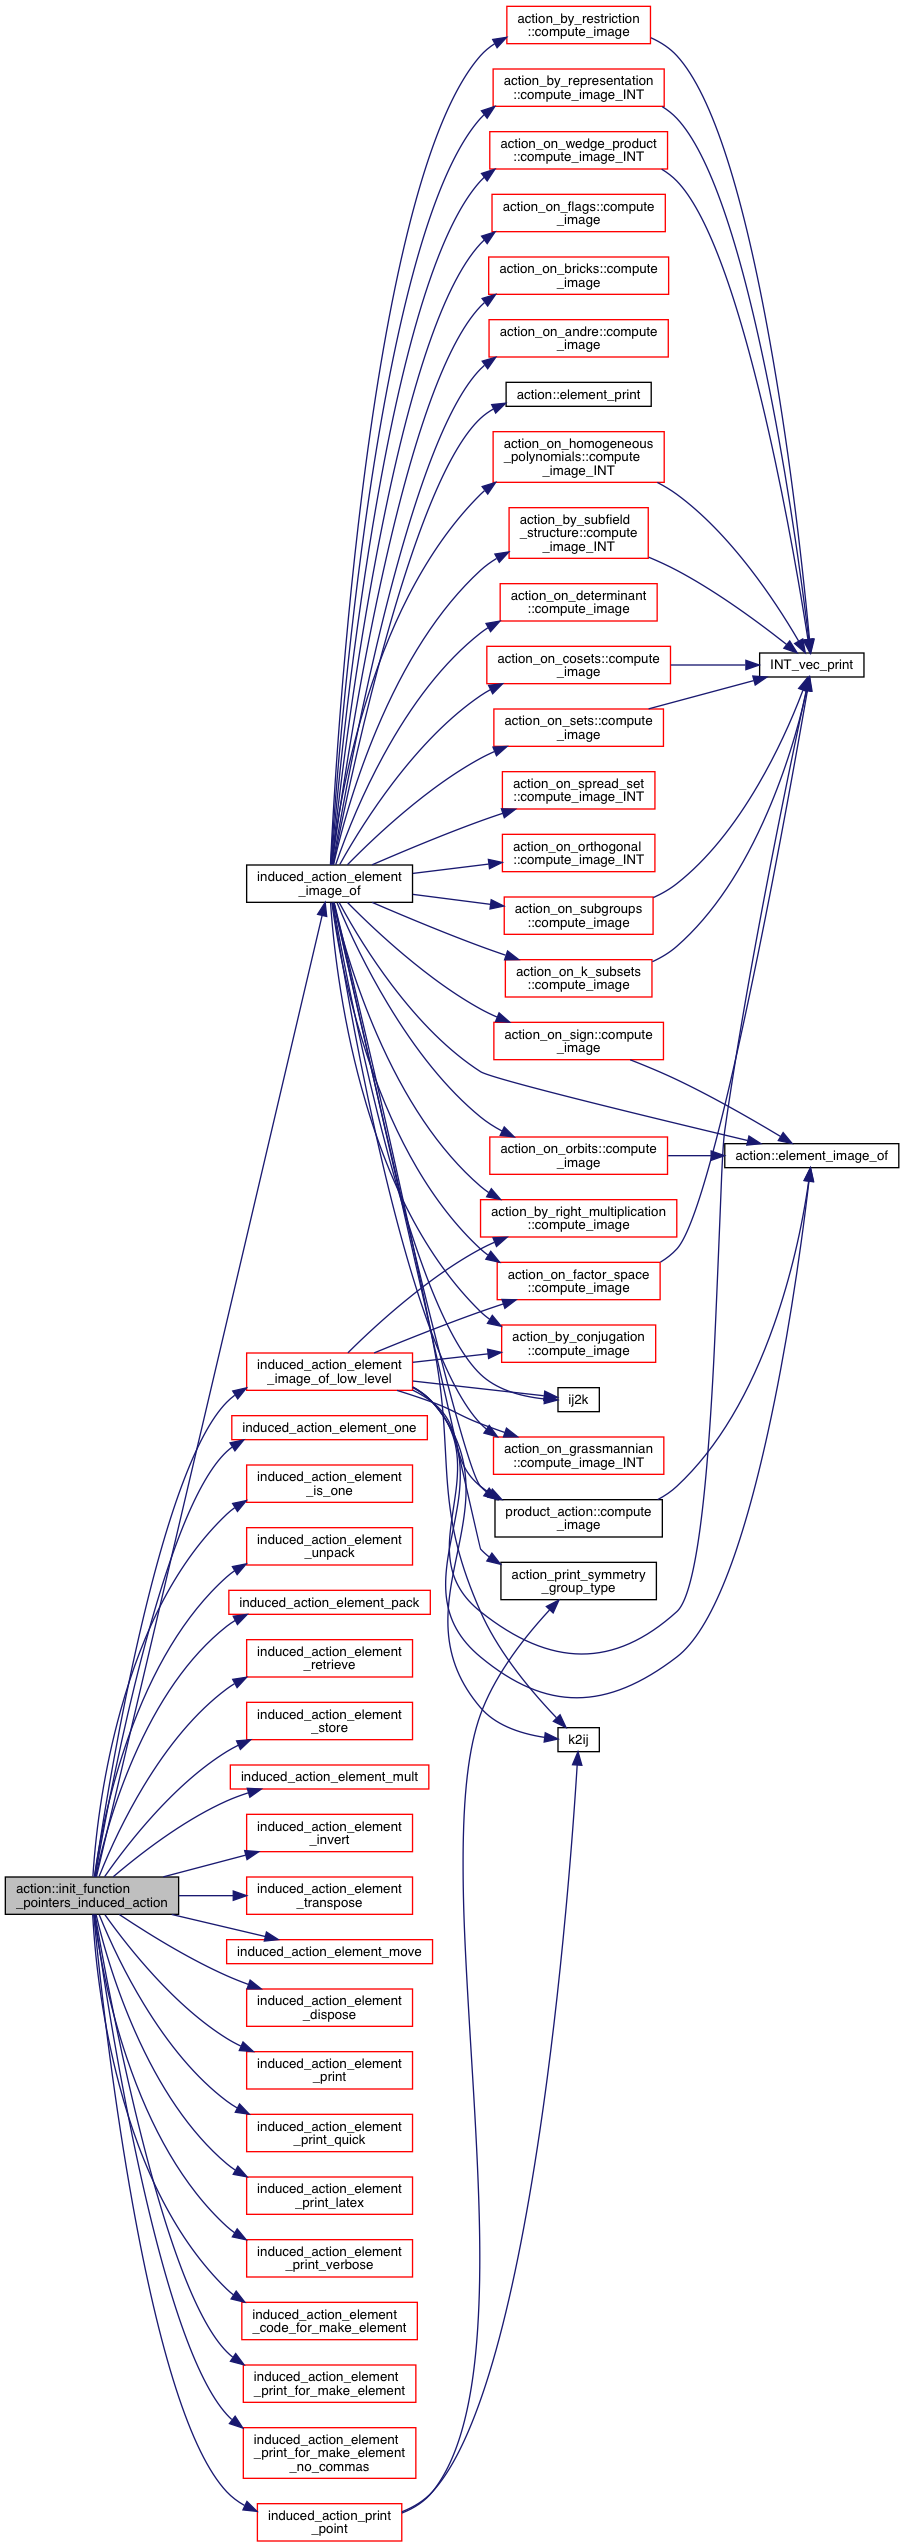 action_by_restriction
::compute_image
action_by_representation
::compute_image_INT
action_on_wedge_product
::compute_image_INT
action_on_flags::compute
_image
action_on_bricks::compute
_image
action_on_andre::compute
_image
action::element_print
action_on_homogeneous
_polynomials::compute
_image_INT
action_by_subfield
_structure::compute
_image_INT
action_on_determinant
::compute_image
action_on_cosets::compute
_image
INT_vec_print
action_on_sets::compute
_image
action_on_spread_set
::compute_image_INT
action_on_orthogonal
::compute_image_INT
induced_action_element
_image_of
action_on_subgroups
::compute_image
action_on_k_subsets
::compute_image
action_on_sign::compute
_image
action_on_orbits::compute
_image
action::element_image_of
action_by_right_multiplication
::compute_image
action_on_factor_space
::compute_image
action_by_conjugation
::compute_image
induced_action_element
_image_of_low_level
ij2k
induced_action_element_one
action_on_grassmannian
::compute_image_INT
induced_action_element
_is_one
product_action::compute
_image
induced_action_element
_unpack
action_print_symmetry
_group_type
induced_action_element_pack
induced_action_element
_retrieve
induced_action_element
_store
k2ij
induced_action_element_mult
induced_action_element
_invert
action::init_function
_pointers_induced_action
induced_action_element
_transpose
induced_action_element_move
induced_action_element
_dispose
induced_action_element
_print
induced_action_element
_print_quick
induced_action_element
_print_latex
induced_action_element
_print_verbose
induced_action_element
_code_for_make_element
induced_action_element
_print_for_make_element
induced_action_element
_print_for_make_element
_no_commas
induced_action_print
_point